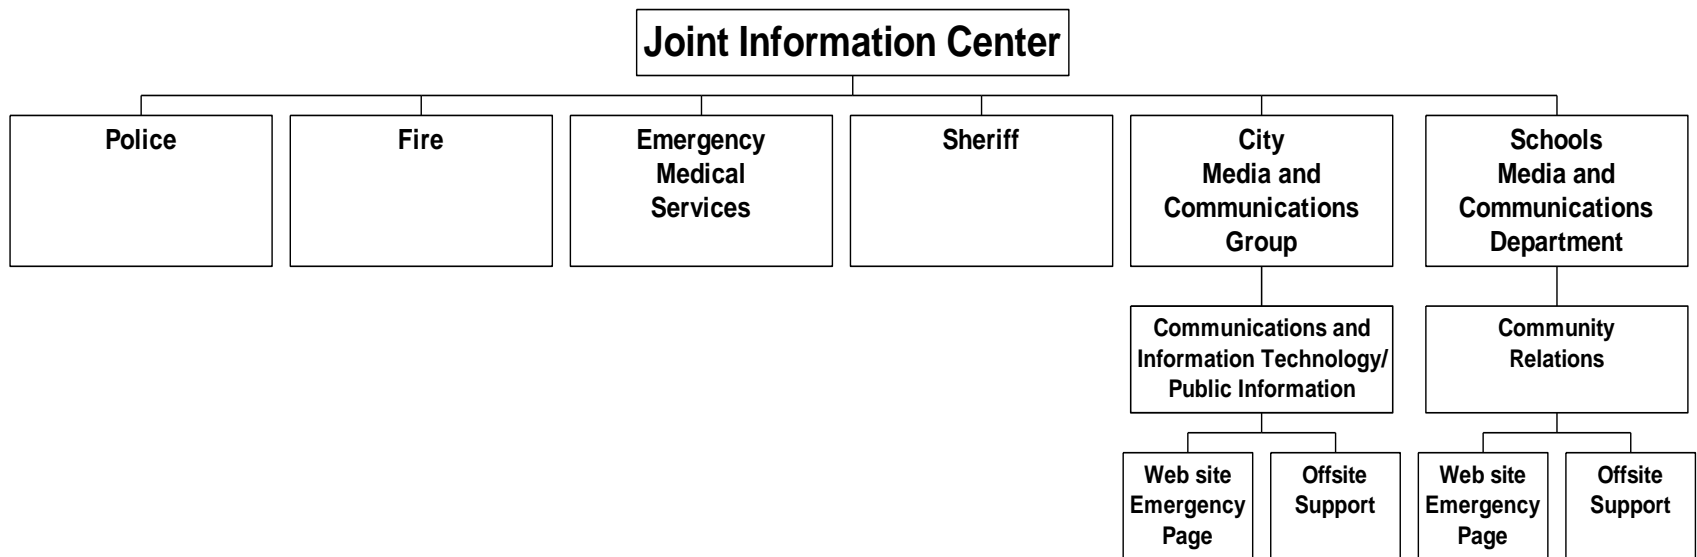 Joint Information Center
Police
Fire
Emergency
Medical
Services
Sheriff
City
Media and
Communications
Group
Schools
Media and
Communications
Department
Communications and
Information Technology/
Public Information
Community
Relations
Web site
Emergency
Page
Offsite
Support
Web site
Emergency
Page
Offsite
Support